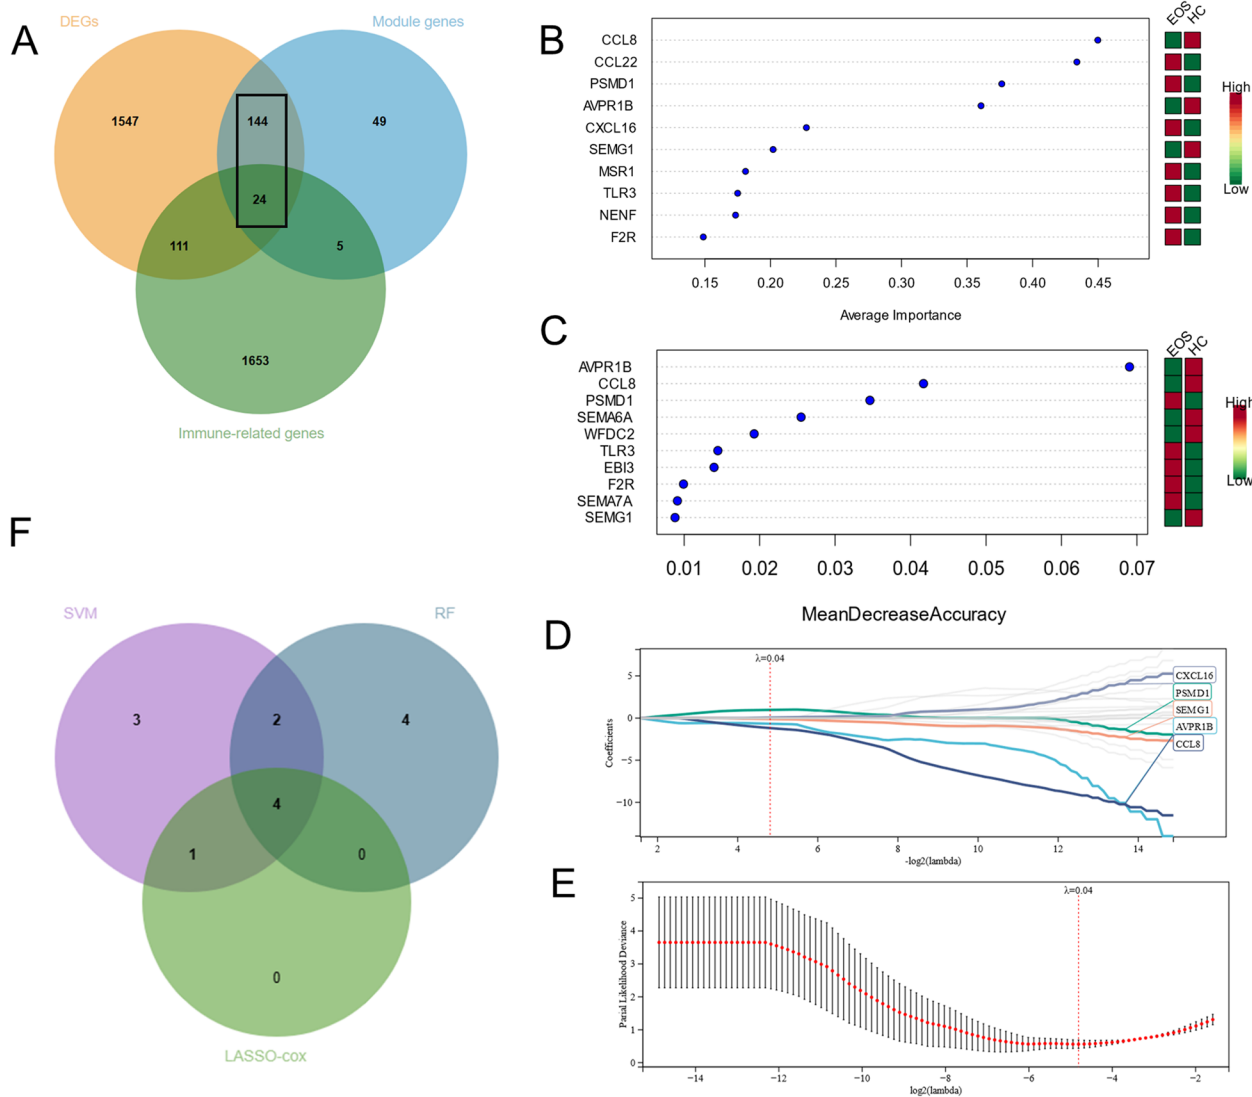 A
DEGs
Module genes
1547
144
49
24
111
5
1653
Immune-related genes
B
EOS
HC
CCL8
CCL22
PSMD1
AVPR1B
CXCL16
SEMG1
MSR1
TLR3
NENF
F2R
High
Low
0.15 0.20 0.25 0.30 0.35 0.40 0.45
Average Importance
C
EOS
HC
AVPR1B
CCL8
PSMD1
SEMA6A
WFDC2
TLR3
EBI3
F2R
SEMA7A
SEMG1
High
Low
0.01 0.02 0.03 0.04 0.05 0.06 0.07
MeanDecreaseAccuracy
F
SVM
RF
3
2
4
4
1
0
0
LASSO-cox
D
λ=0.04
CXCL16
PSMD1
SEMG1
AVPR1B
CCL8
Coefficients
5
0
−5
−10
2 4 6 8 10 12 14
-log2(lambda)
E
λ=0.04
Parial Likelihood Deviance
5
4
3
2
1
0
−14 −12 −10 −8 −6 −4 −2
log2(lambda)